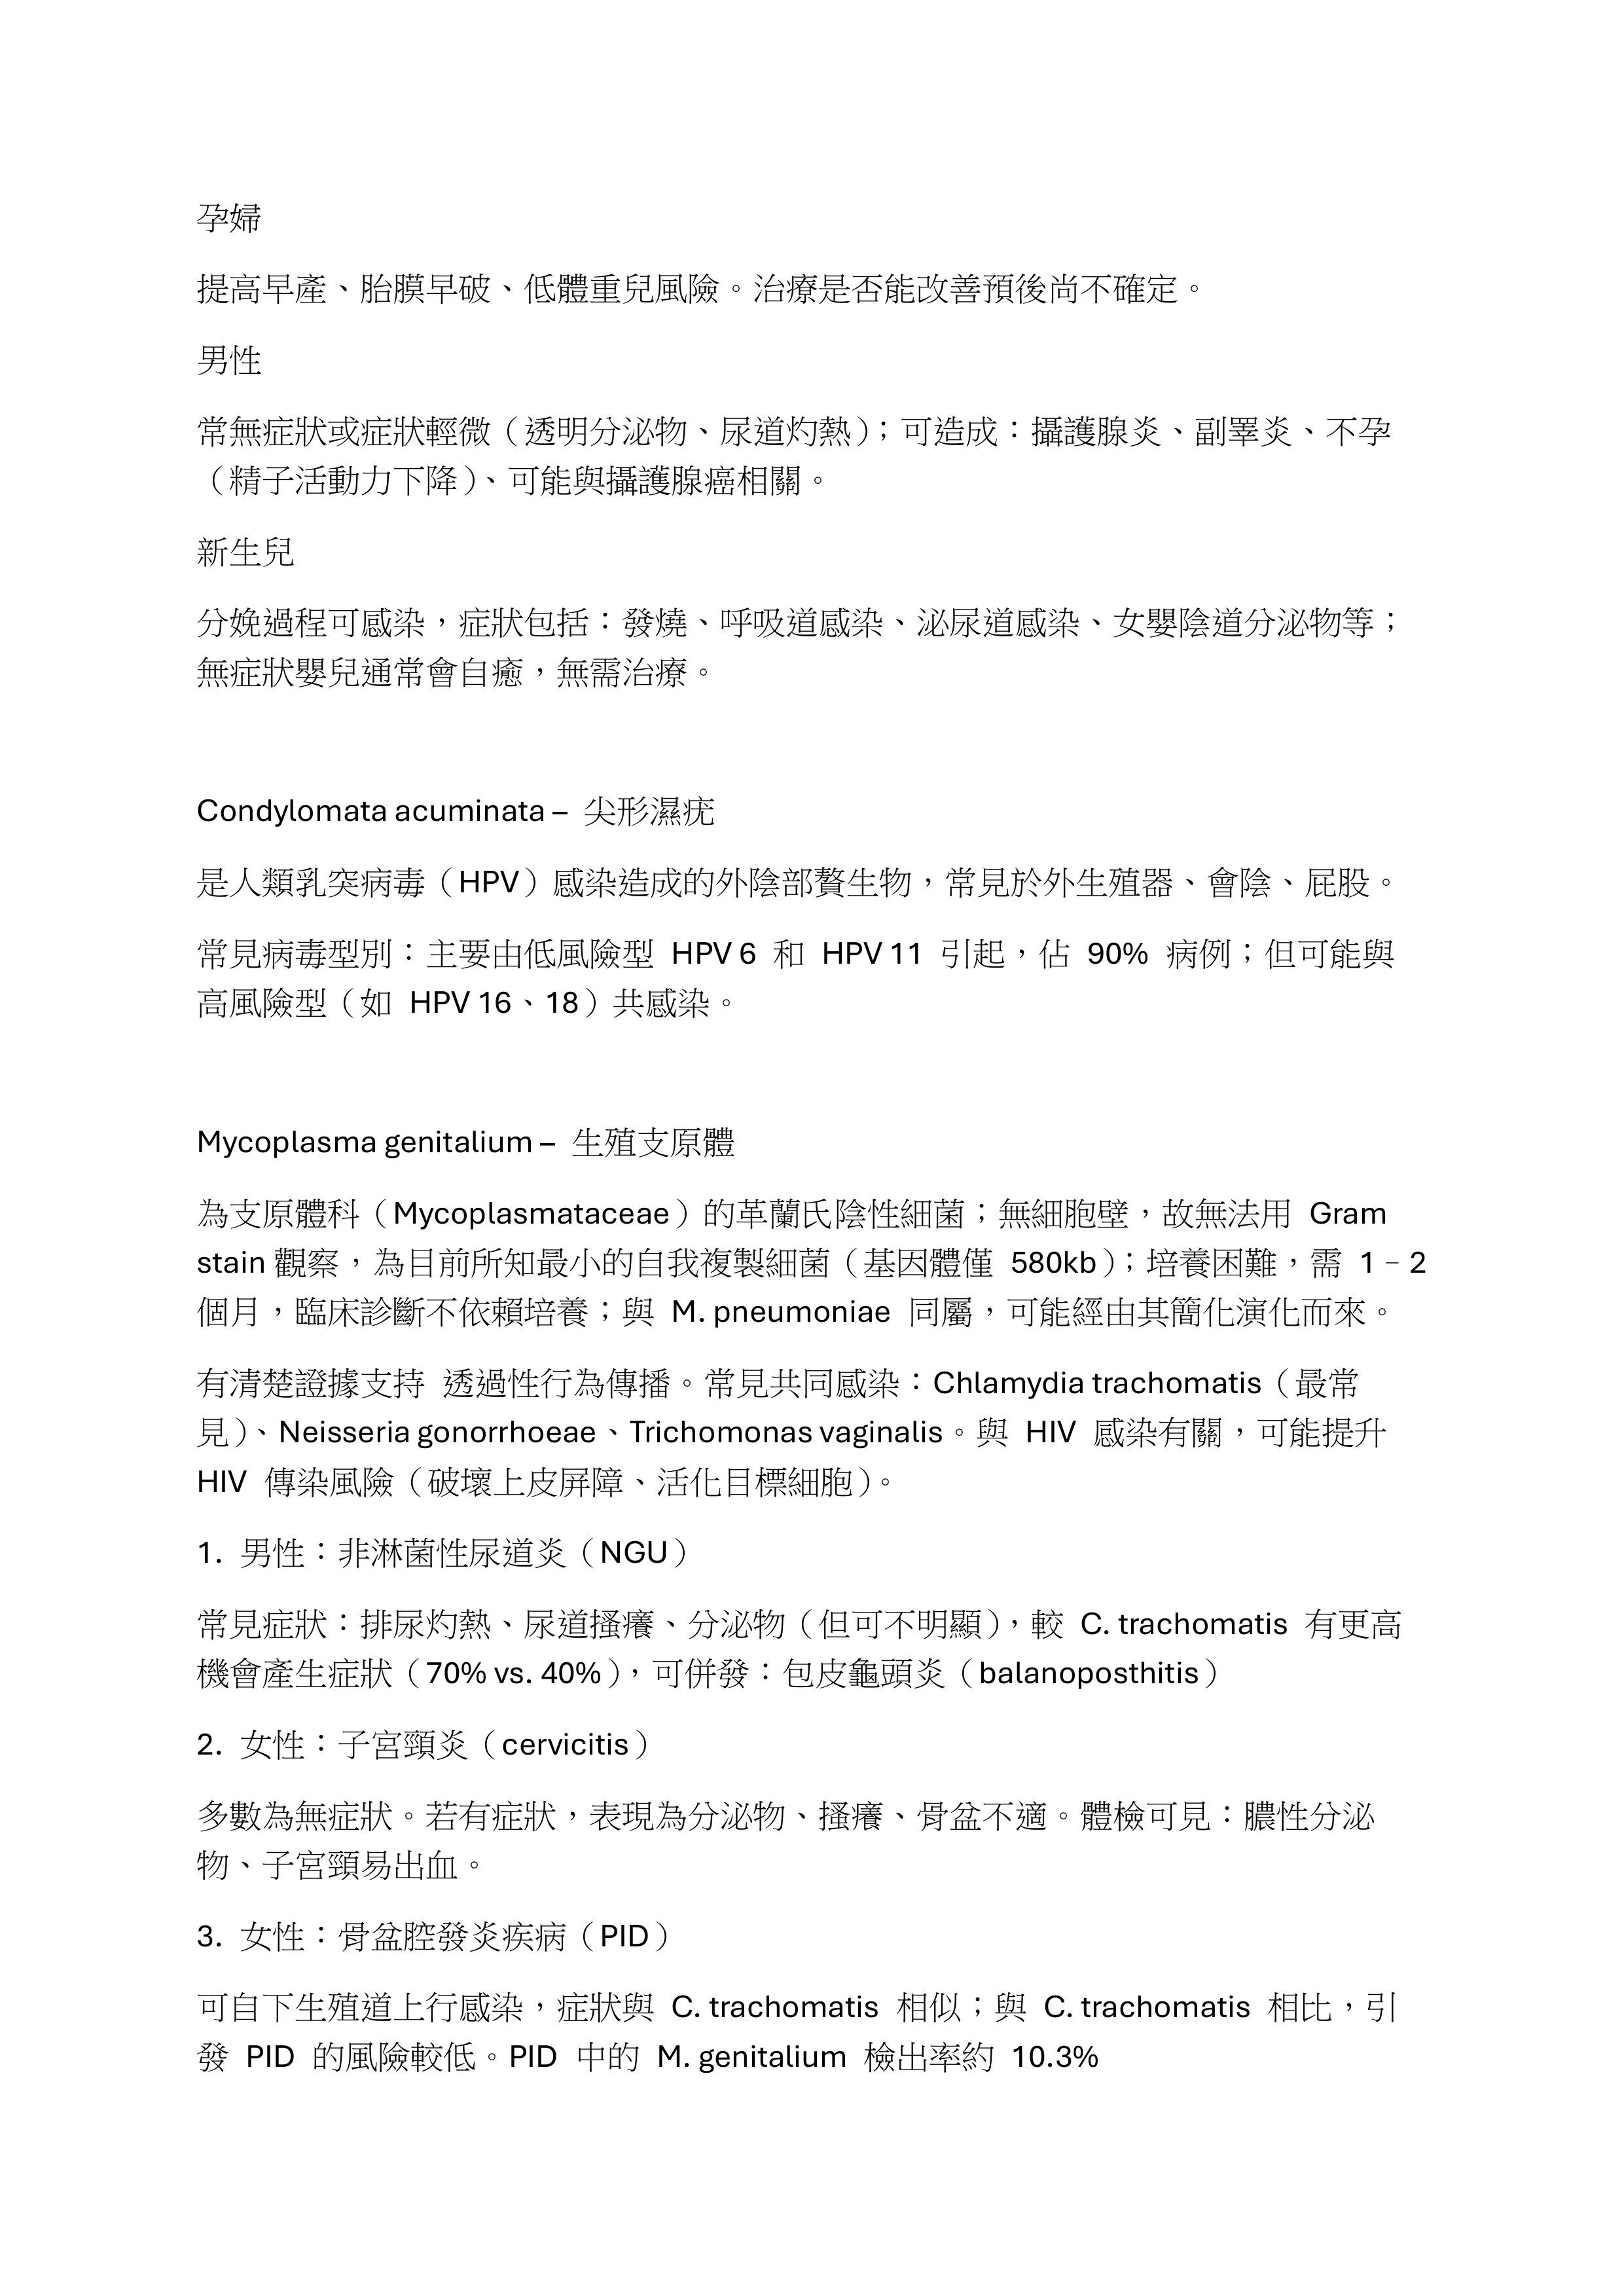 孕婦
提高早產、胎膜早破、低體重兒風險。治療是否能改善預後尚不確定。
男性
常無症狀或症狀輕微（透明分泌物、尿道灼熱）；可造成：攝護腺炎、副睪炎、不孕
（精子活動力下降）、可能與攝護腺癌相關。
新生兒
分娩過程可感染，症狀包括：發燒、呼吸道感染、泌尿道感染、女嬰陰道分泌物等；
無症狀嬰兒通常會自癒，無需治療。
Condylomata acuminata – 尖形濕疣
是人類乳突病毒（HPV）感染造成的外陰部贅生物，常見於外生殖器、會陰、屁股。
常見病毒型別：主要由低風險型 HPV 6 和 HPV 11 引起，佔 90% 病例；但可能與
高風險型（如 HPV 16、18）共感染。
Mycoplasma genitalium – 生殖支原體
為支原體科（Mycoplasmataceae）的革蘭氏陰性細菌；無細胞壁，故無法用 Gram
stain 觀察，為目前所知最小的自我複製細菌（基因體僅 580kb）；培養困難，需 1–2
個月，臨床診斷不依賴培養；與 M. pneumoniae 同屬，可能經由其簡化演化而來。
有清楚證據支持 透過性行為傳播。常見共同感染：Chlamydia trachomatis（最常
見）、Neisseria gonorrhoeae、Trichomonas vaginalis。與 HIV 感染有關，可能提升
HIV 傳染風險（破壞上皮屏障、活化目標細胞）。
1. 男性：非淋菌性尿道炎（NGU）
常見症狀：排尿灼熱、尿道搔癢、分泌物（但可不明顯），較 C. trachomatis 有更高
機會產生症狀（70% vs. 40%），可併發：包皮龜頭炎（balanoposthitis）
2. 女性：子宮頸炎（cervicitis）
多數為無症狀。若有症狀，表現為分泌物、搔癢、骨盆不適。體檢可見：膿性分泌
物、子宮頸易出血。
3. 女性：骨盆腔發炎疾病（PID）
可自下生殖道上行感染，症狀與 C. trachomatis 相似；與 C. trachomatis 相比，引
發 PID 的風險較低。PID 中的 M. genitalium 檢出率約 10.3%